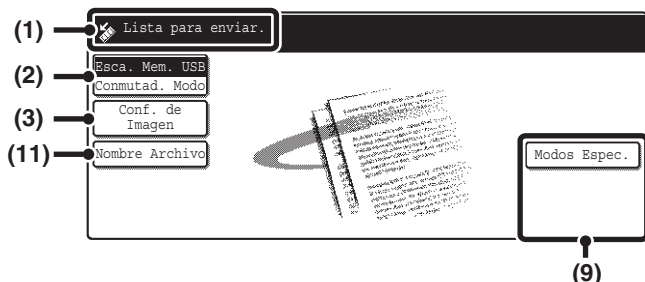 (1)
Lista para enviar.
(2)
Esca. Mem. USB
Conmutad. Modo
(3)
Conf. de
Imagen
(11)
Nombre Archivo
Modos Espec.
(9)